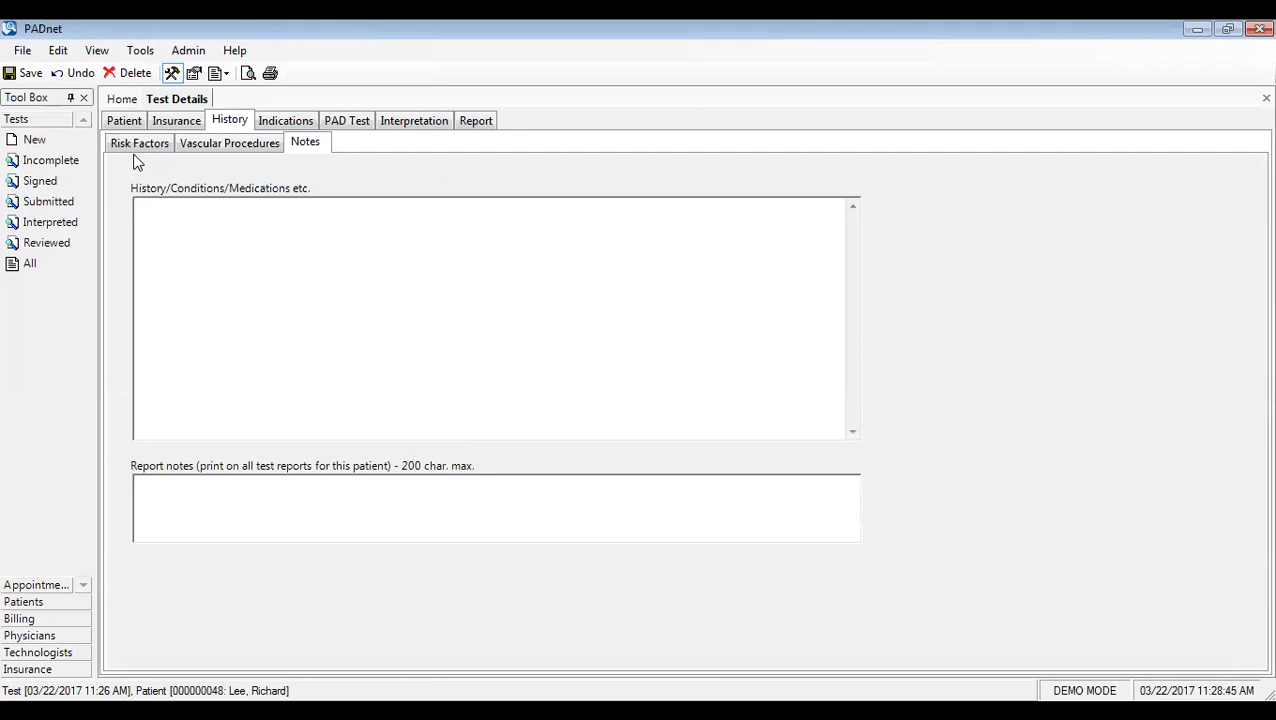 PADnet
File Edit View Tools Admin Help
Save Undo Delete
Tool Box
Home Test Details
Tests
Patient Insurance History Indications PAD Test Interpretation Report
New
Risk Factors Vascular Procedures Notes
Incomplete
Signed
History/Conditions/Medications etc.
Submitted
Interpreted
Reviewed
All
Report notes (print on all test reports for this patient) - 200 char. max.
Appointme...
Patients
Billing
Physicians
Technologists
Insurance
Test [03/22/2017 11:26 AM], Patient [000000048: Lee, Richard] DEMO MODE 03/22/2017 11:28:45 AM